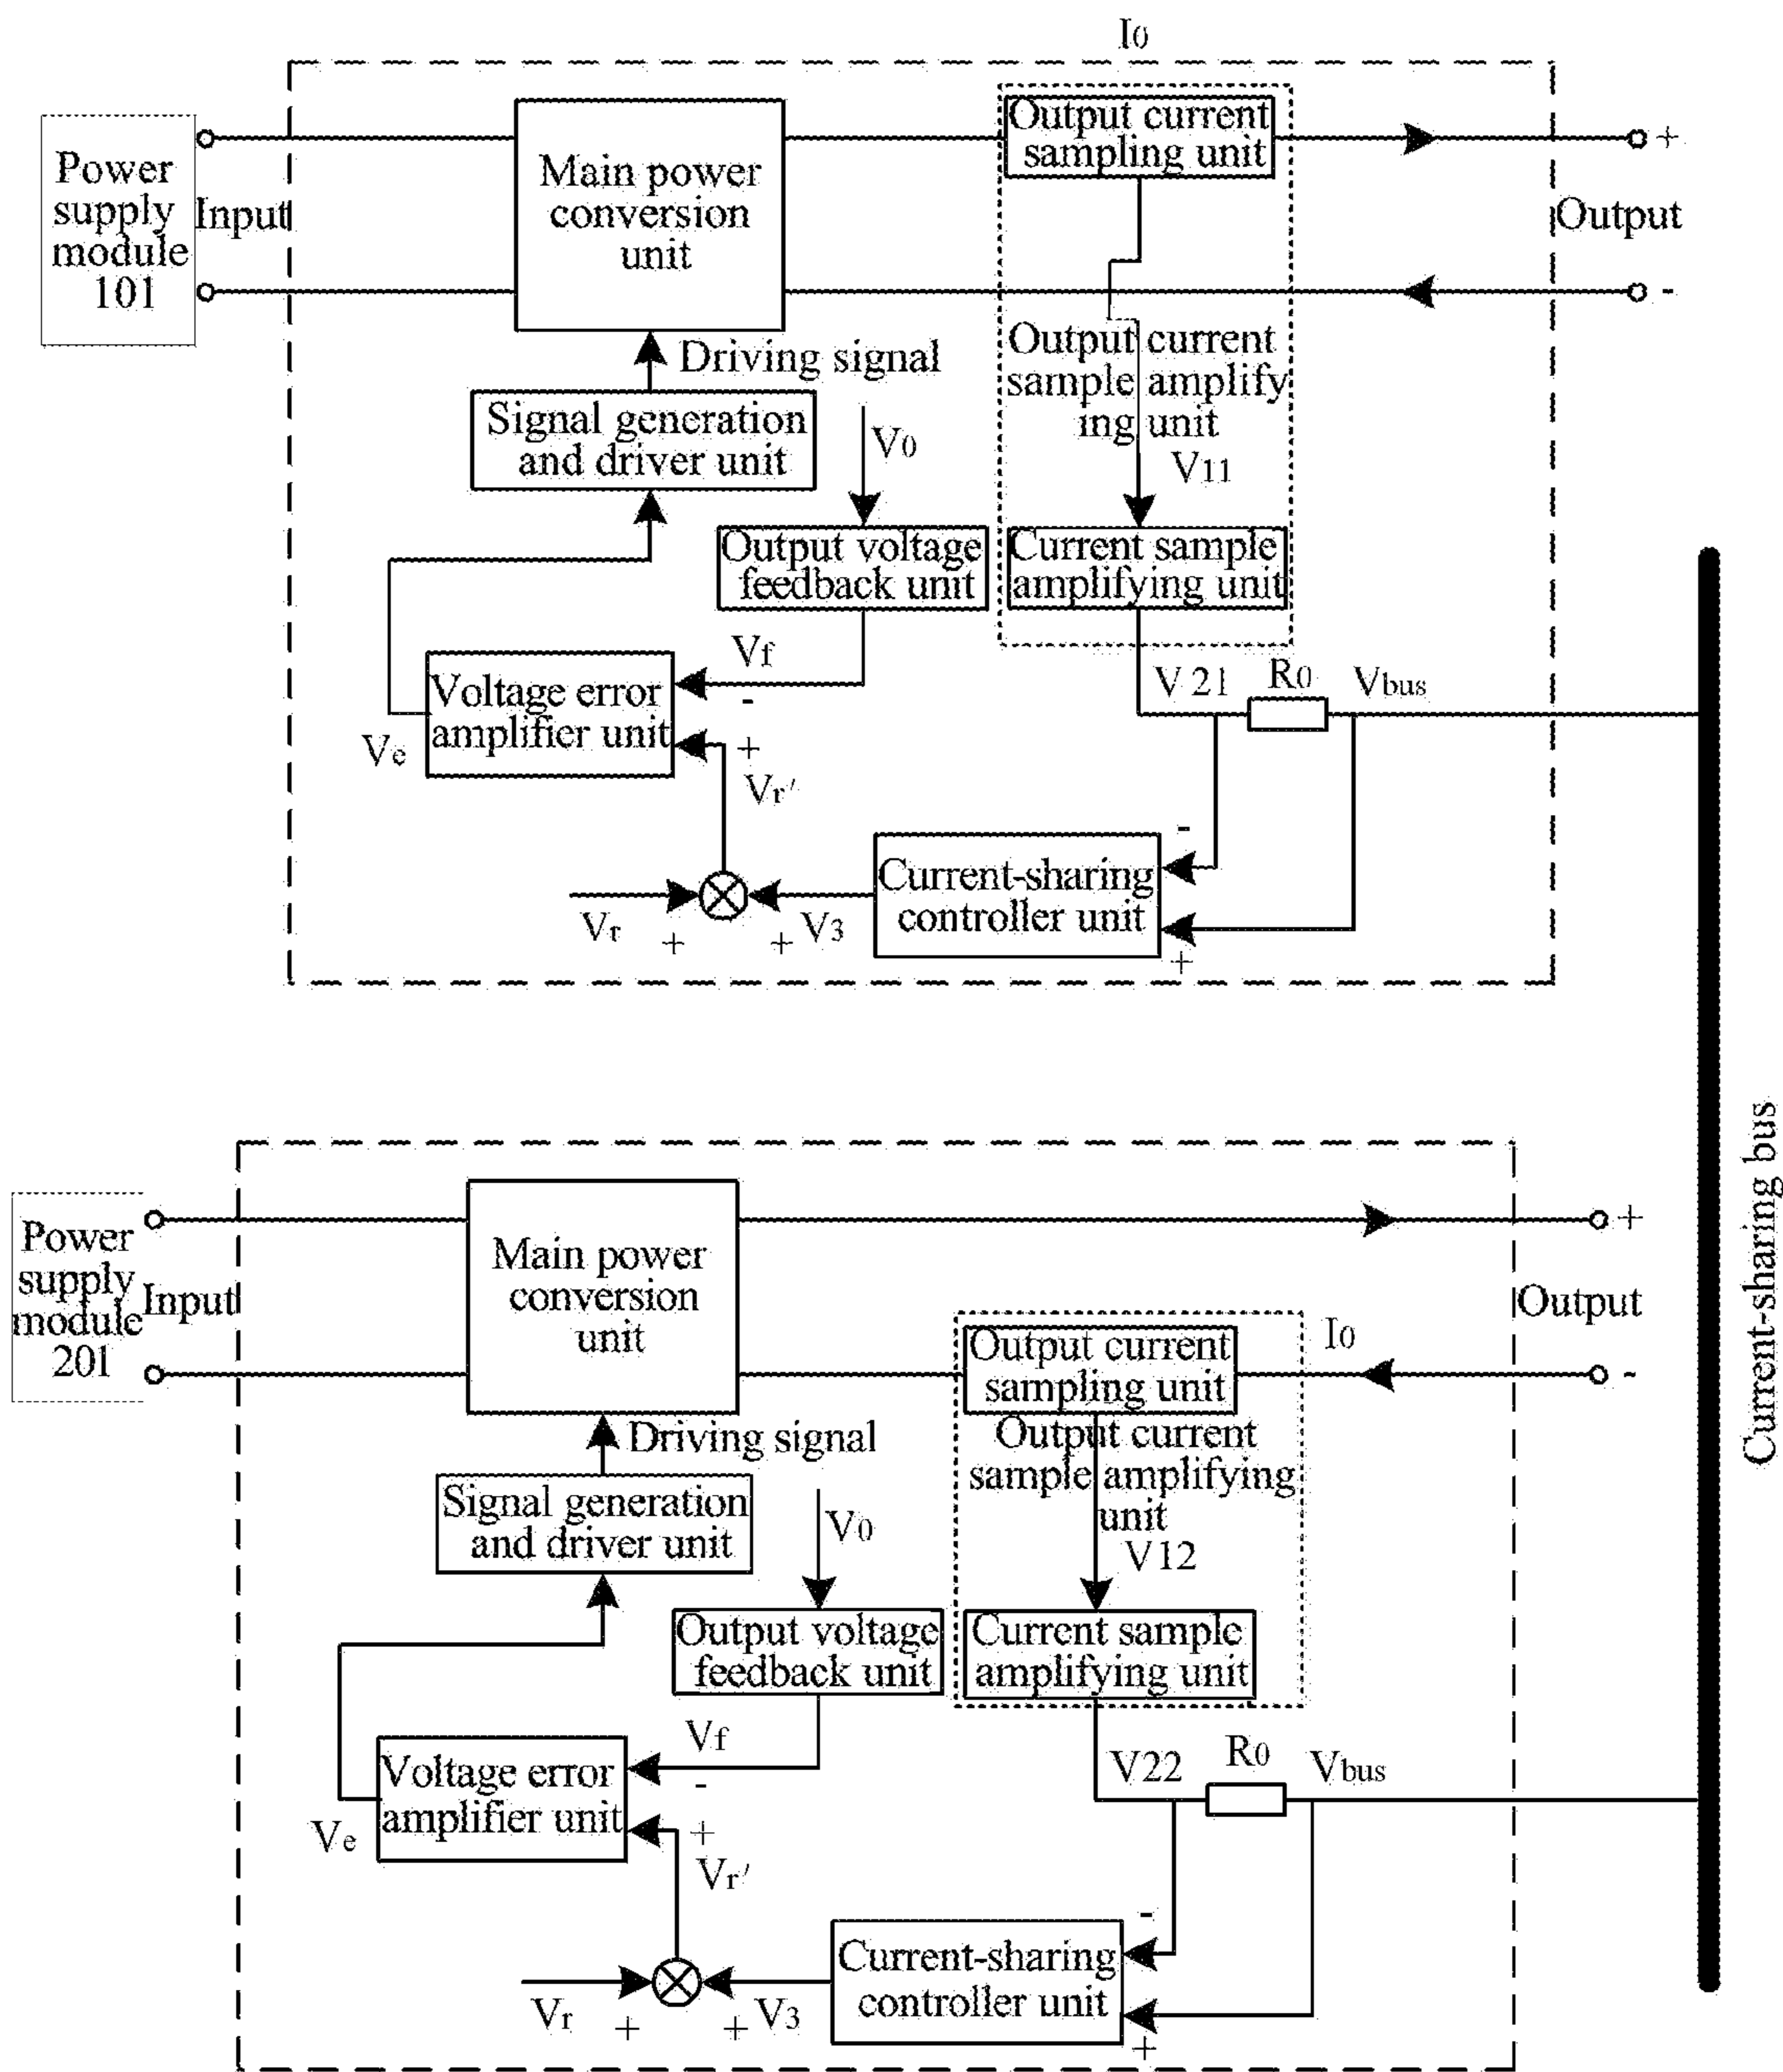 I0
Power
supply
module
101
Input
Main power
conversion
unit
Output current
sampling unit
+
Output
-
Driving signal
Output current
sample amplify
ing unit
Signal generation
and driver unit
V0
V11
Output voltage
feedback unit
Current sample
amplifying unit
Vf
-
Voltage error
amplifier unit
Ve
+
Vr'
V 21
R0
Vbus
-
Current-sharing
controller unit
+
Vr
+
+
V3
Current-sharing bus
Power
supply
module
201
Input
Main power
conversion
unit
+
Output
-
I0
Output current
sampling unit
Output current
sample amplifying
unit
Driving signal
Signal generation
and driver unit
V0
V12
Output voltage
feedback unit
Current sample
amplifying unit
Vf
-
Voltage error
amplifier unit
Ve
+
Vr'
V22
R0
Vbus
-
Current-sharing
controller unit
+
Vr
+
+
V3